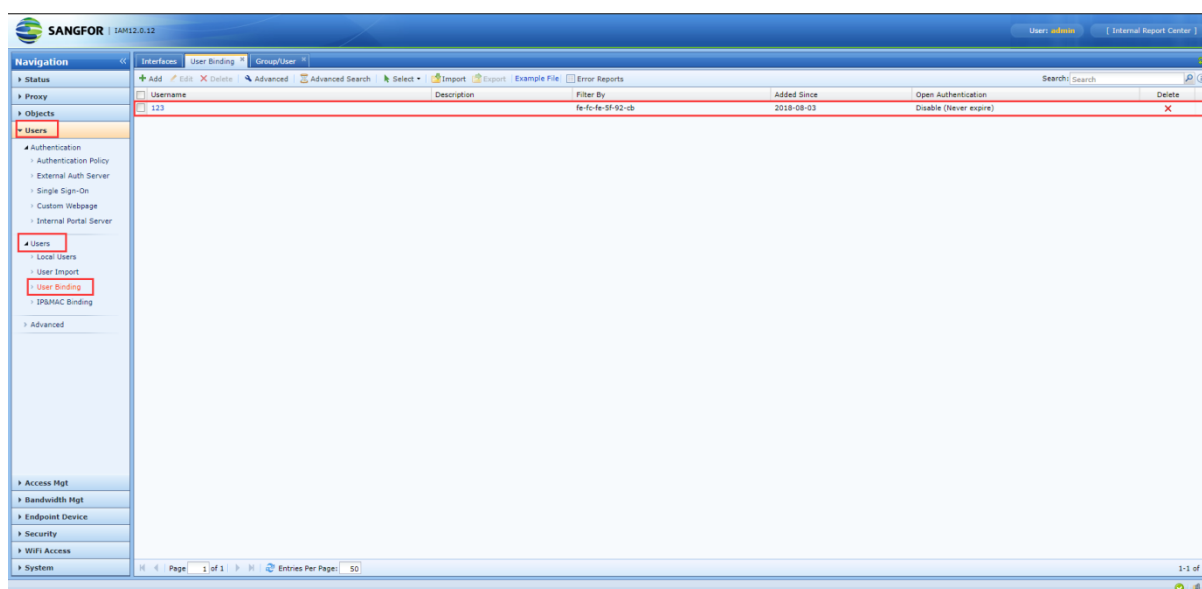 SANGFOR | IAM12.0.12
User: admin [ Internal Report Center ]
Navigation «
Interfaces User Binding × Group/User ×
Status
Add Edit Delete Advanced Advanced Search Select Import Export Example File Error Reports Search: Search
Proxy
Username Description Filter By Added Since Open Authentication Delete
123 fe-fc-fe-5f-92-cb 2018-08-03 Disable (Never expire)
Objects
Users
Authentication
Authentication Policy
External Auth Server
Single Sign-On
Custom Webpage
Internal Portal Server
Users
Local Users
User Import
User Binding
IP&MAC Binding
Advanced
Access Mgt
Bandwidth Mgt
Endpoint Device
Security
WiFi Access
System
Page 1 of 1 Entries Per Page: 50 1-1 of